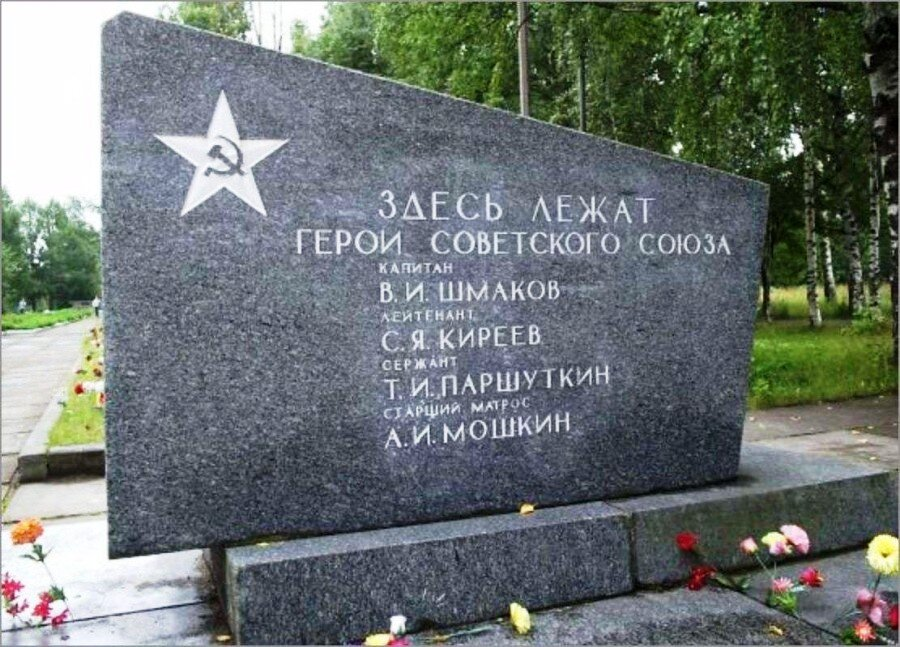 ЗДЕСЬ ЛЕЖАТ
ГЕРОИ СОВЕТСКОГО СОЮЗА
КАПИТАН
В. И. ШМАКОВ
ЛЕЙТЕНАНТ
С. Я. КИРЕЕВ
СЕРЖАНТ
Т. И. ПАРШУТКИН
СТАРШИЙ МАТРОС
А. И. МОШКИН